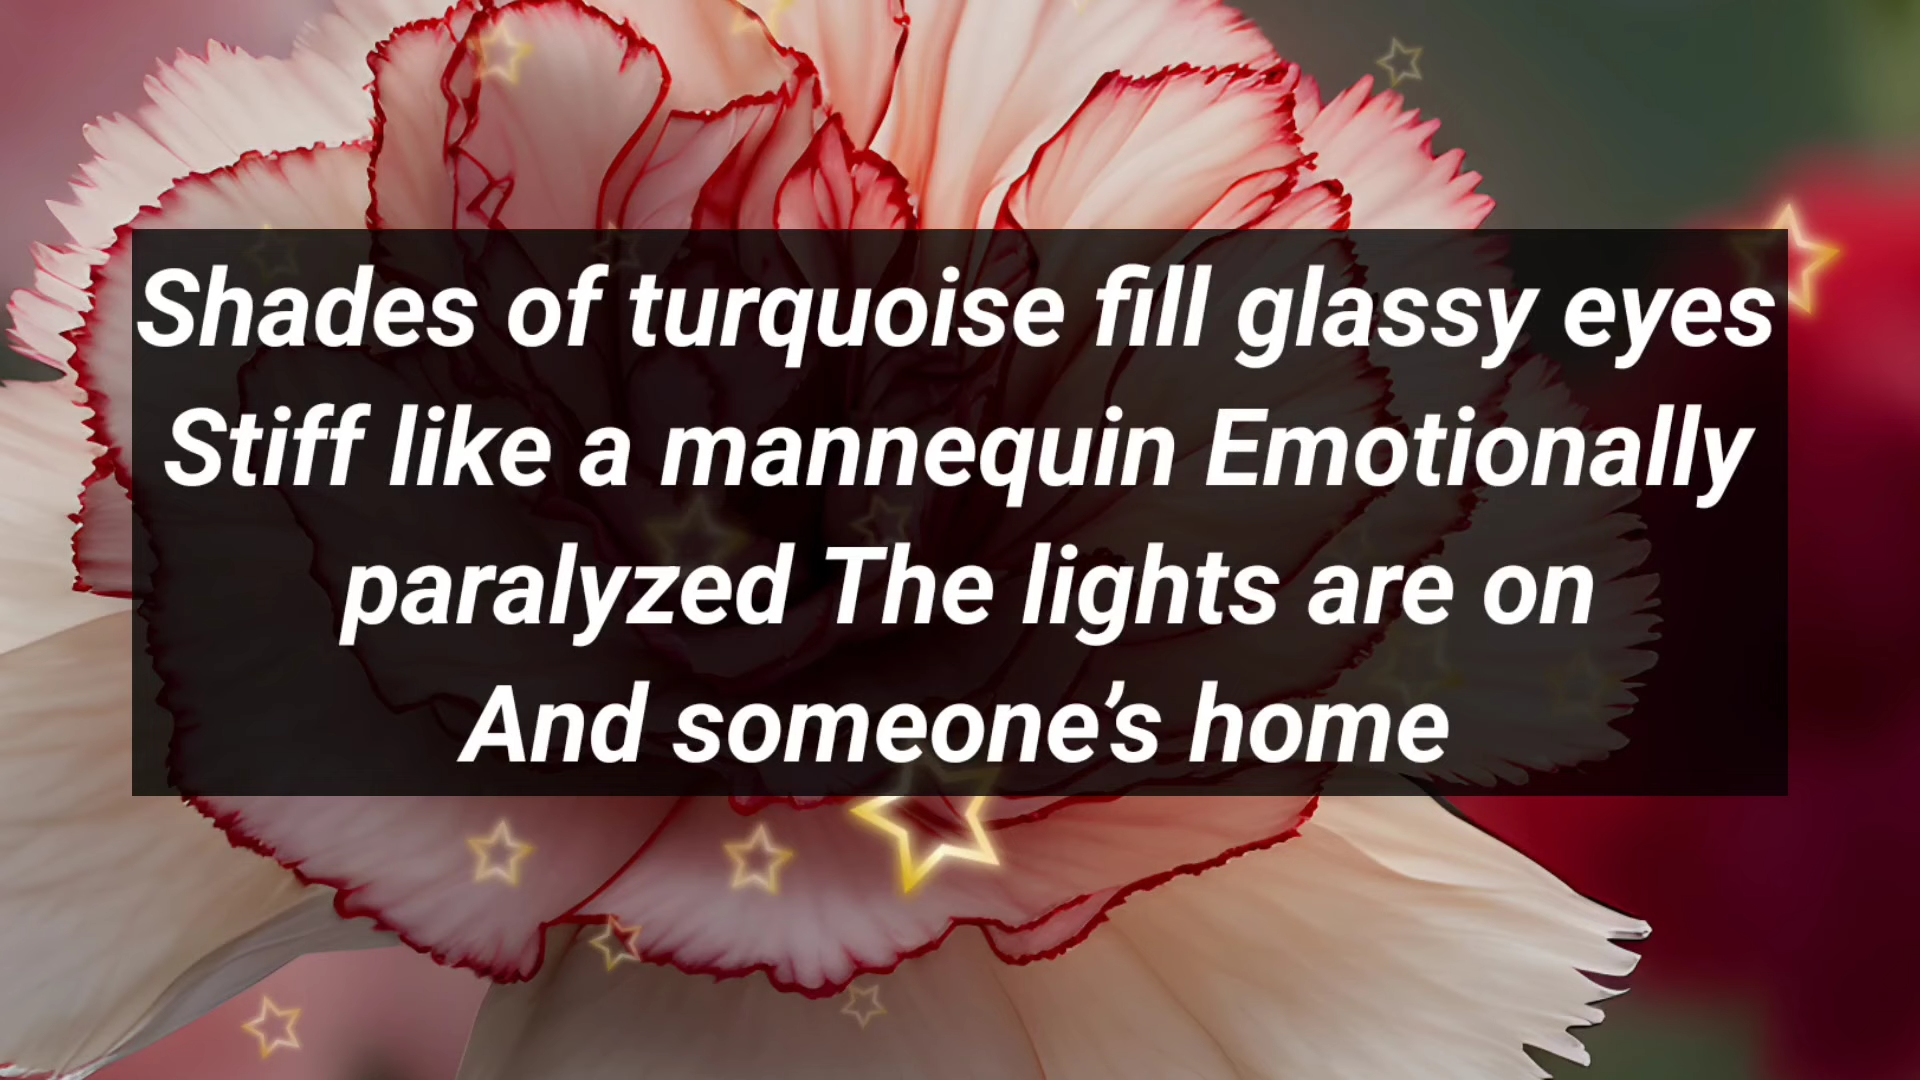 Shades of turquoise fill glassy eyes
Stiff like a mannequin Emotionally
paralyzed The lights are on
And someone’s home